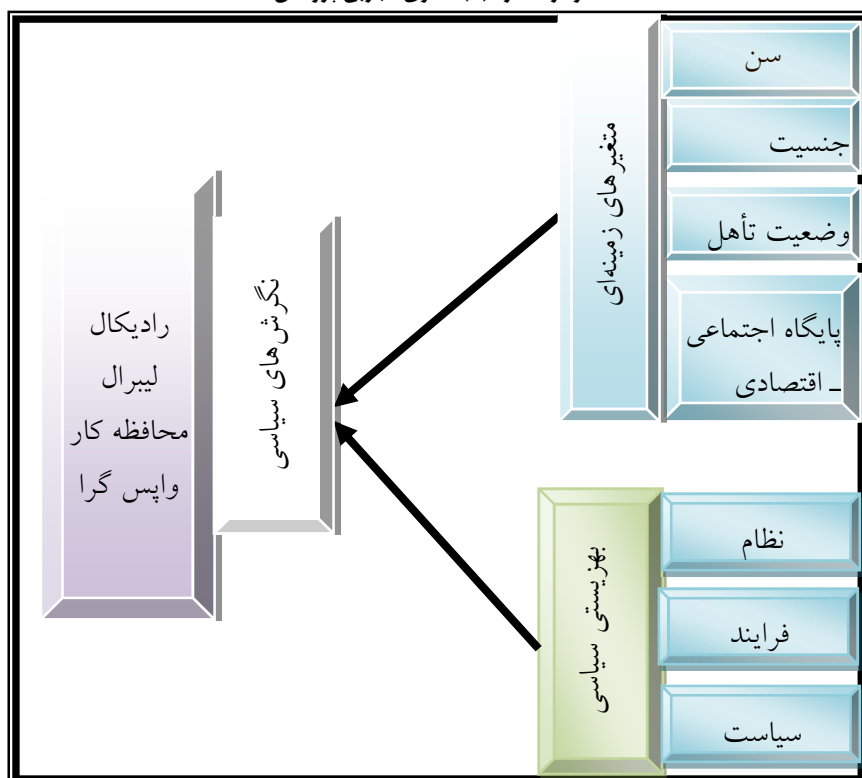 سن
جنسیت
وضعیت تأهل
پایگاه اجتماعی
ـ اقتصادی
متغیرهای زمینه‌ای
نگرش‌های سیاسی
رادیکال
لیبرال
محافظه کار
واپس گرا
نظام
فرایند
سیاست
بهزیستی سیاسی